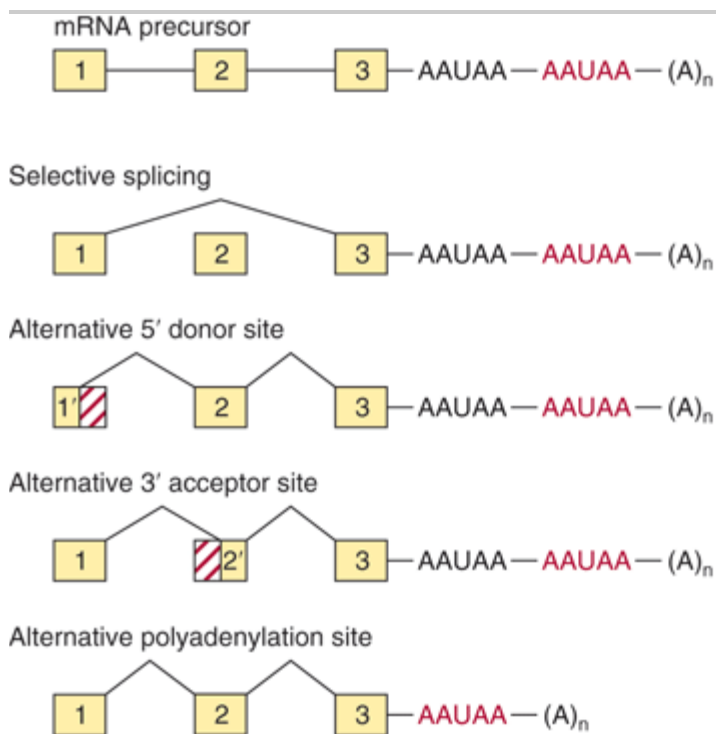 mRNA precursor
1 2 3 — AAUAA — AAUAA — (A)n
Selective splicing
1 2 3 — AAUAA — AAUAA — (A)n
Alternative 5′ donor site
1′ 2 3 — AAUAA — AAUAA — (A)n
Alternative 3′ acceptor site
1 2′ 3 — AAUAA — AAUAA — (A)n
Alternative polyadenylation site
1 2 3 — AAUAA — (A)n